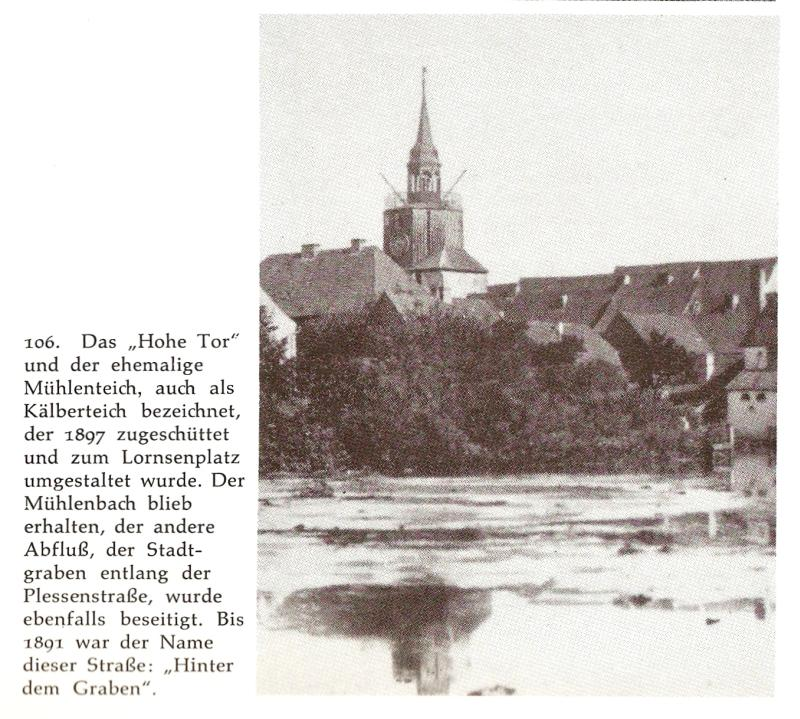 106. Das „Hohe Tor“
und der ehemalige
Mühlenteich, auch als
Kälberteich bezeichnet,
der 1897 zugeschüttet
und zum Lornsenplatz
umgestaltet wurde. Der
Mühlenbach blieb
erhalten, der andere
Abfluß, der Stadt-
graben entlang der
Plessenstraße, wurde
ebenfalls beseitigt. Bis
1891 war der Name
dieser Straße: „Hinter
dem Graben“.